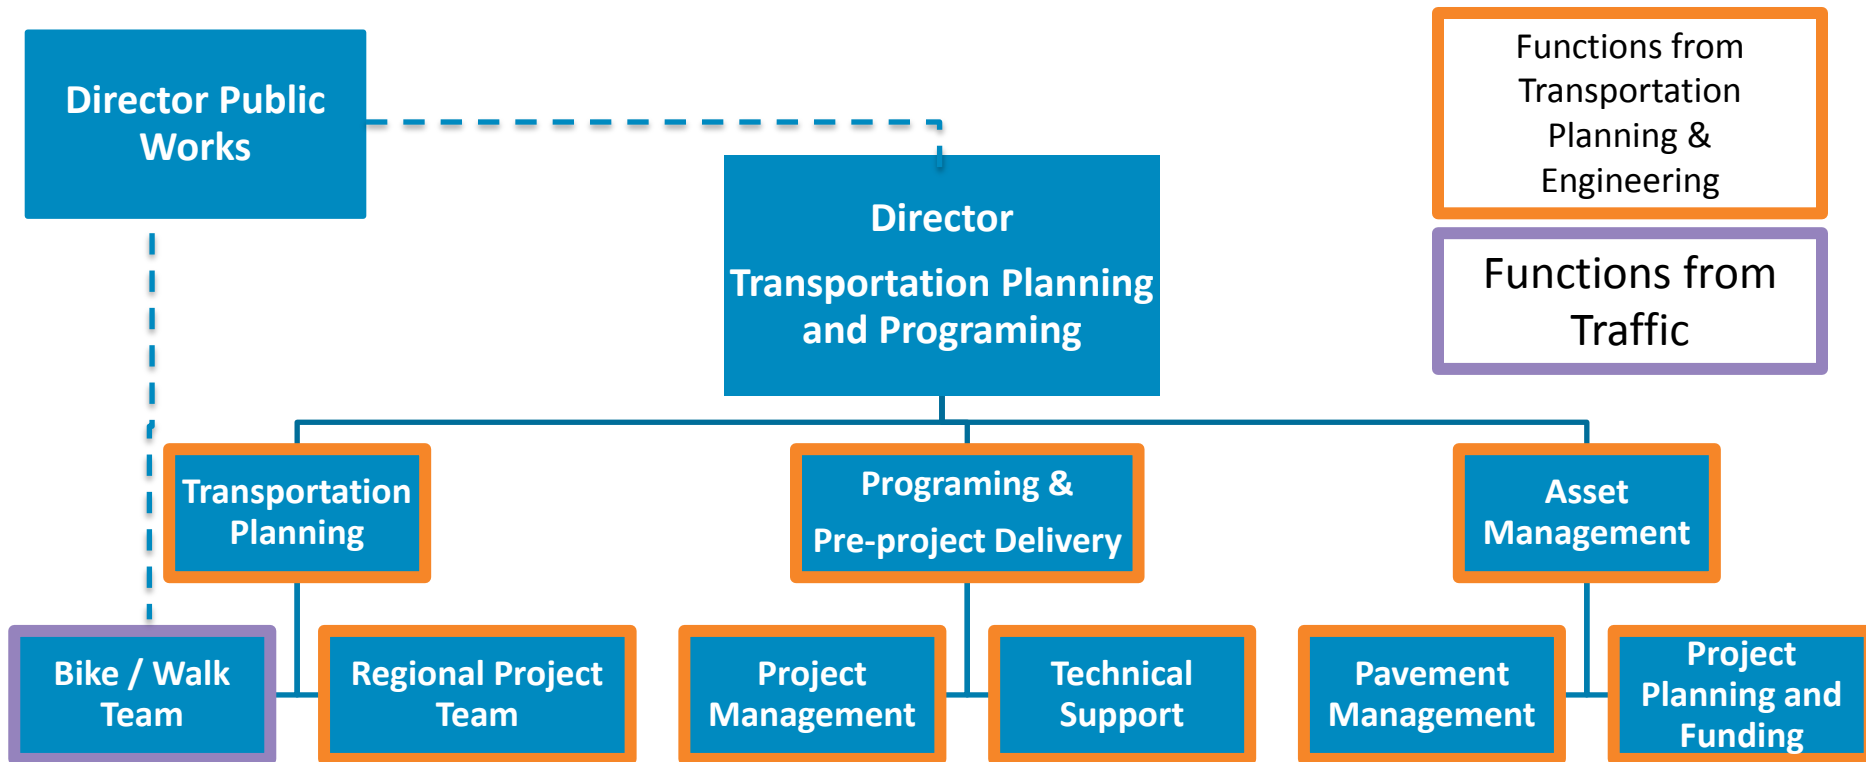 Director Public
Works
Director
Transportation Planning
and Programing
Functions from
Transportation
Planning &
Engineering
Functions from
Traffic
Transportation
Planning
Programing &
Pre-project Delivery
Asset
Management
Bike / Walk
Team
Regional Project
Team
Project
Management
Technical
Support
Pavement
Management
Project
Planning and
Funding